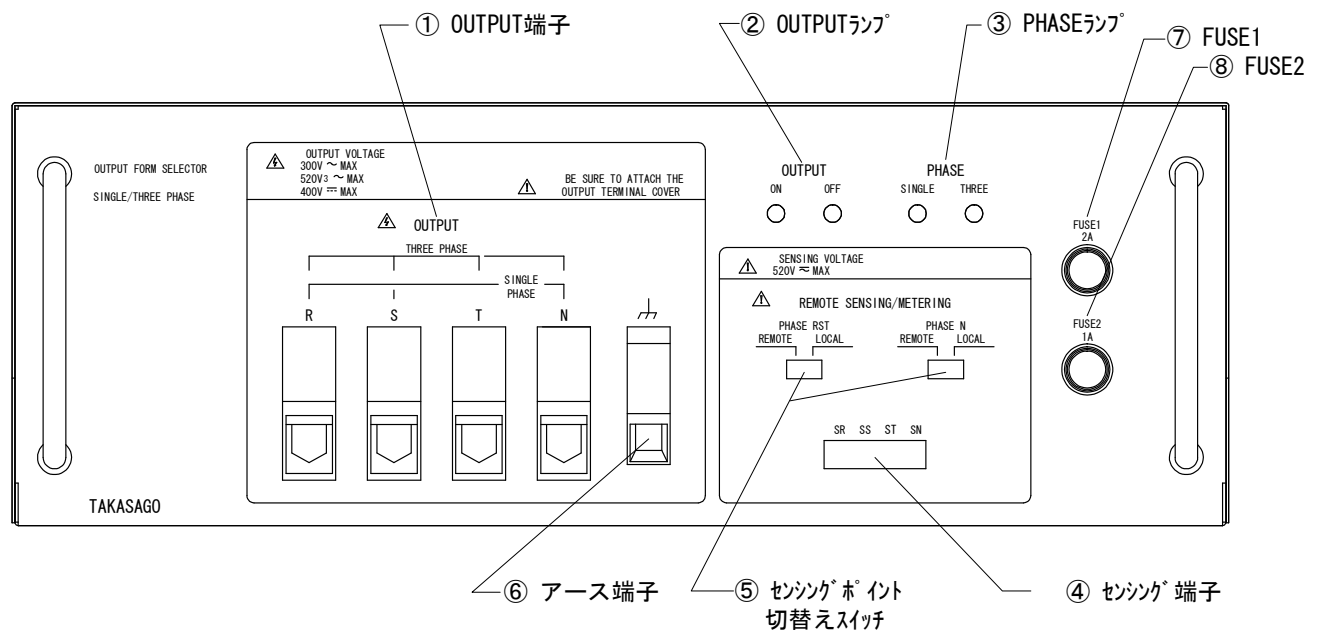 ① OUTPUT端子
② OUTPUTﾗﾝﾌﾟ
③ PHASEﾗﾝﾌﾟ
⑦ FUSE1
⑧ FUSE2
OUTPUT FORM SELECTOR
SINGLE/THREE PHASE
OUTPUT VOLTAGE
300V ～ MAX
520V3 ～ MAX
400V ⎓ MAX
BE SURE TO ATTACH THE
OUTPUT TERMINAL COVER
OUTPUT
THREE PHASE
SINGLE
PHASE
R S T N
OUTPUT
ON OFF
PHASE
SINGLE THREE
SENSING VOLTAGE
520V ⏦ MAX
REMOTE SENSING/METERING
PHASE RST
REMOTE LOCAL
PHASE N
REMOTE LOCAL
SR SS ST SN
FUSE1
2A
FUSE2
1A
TAKASAGO
⑥ アース端子
⑤ ｾﾝｼﾝｸﾞﾎﾟｲﾝﾄ
切替えｽｲｯﾁ
④ ｾﾝｼﾝｸﾞ端子